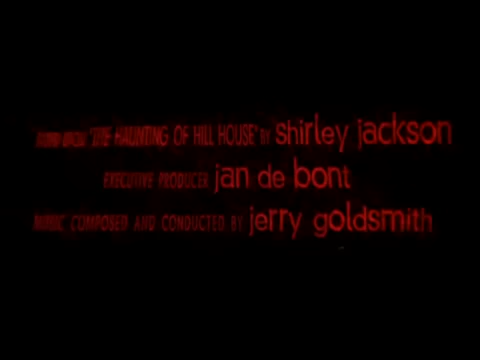 "THE HAUNTING OF HILL HOUSE" BY shirley jackson
EXECUTIVE PRODUCER jan de bont
MUSIC COMPOSED AND CONDUCTED BY jerry goldsmith